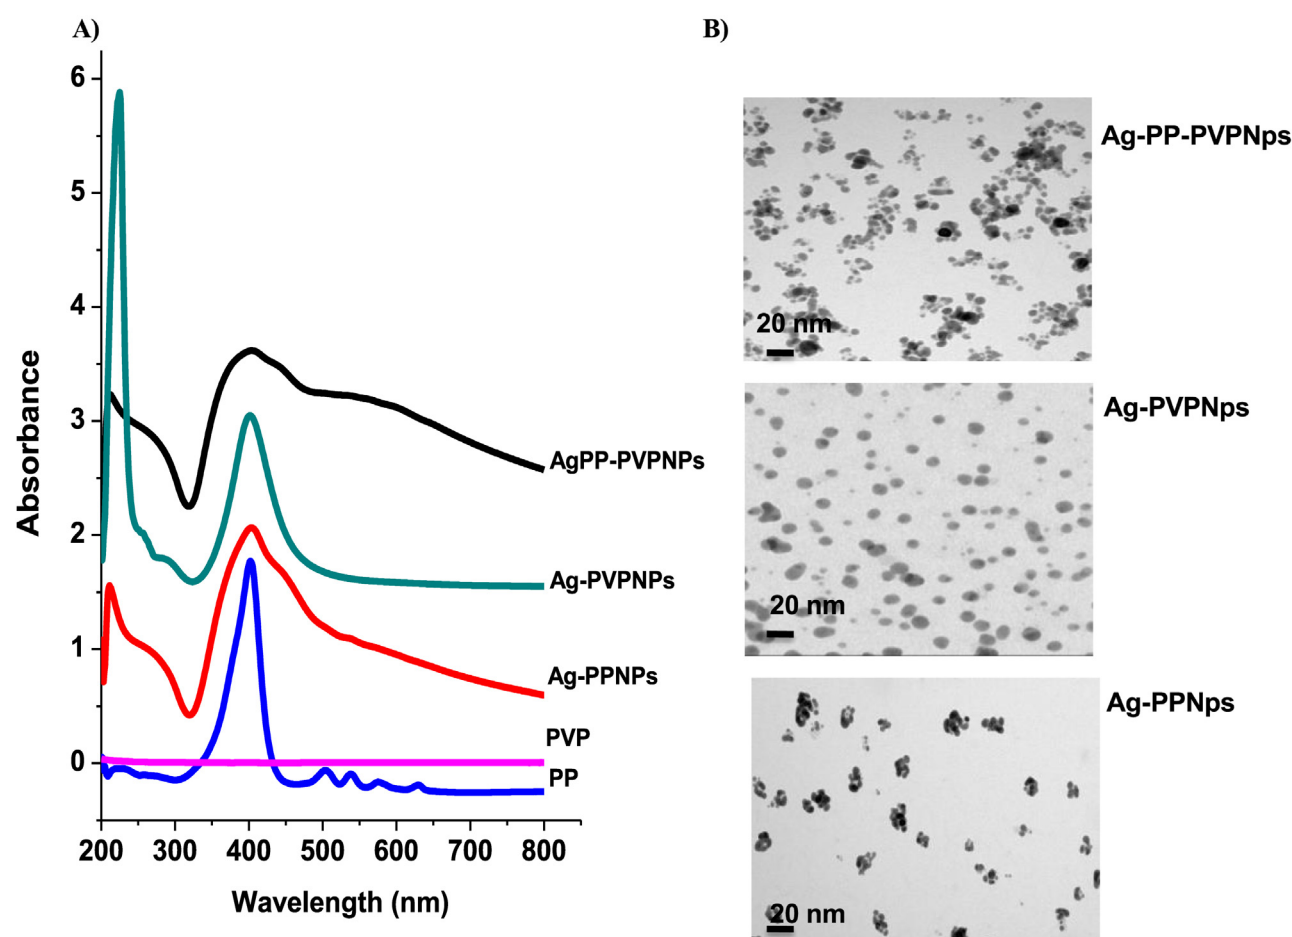 A)
B)
6
5
4
3
2
1
0
Absorbance
AgPP-PVPNPs
Ag-PVPNPs
Ag-PPNPs
PVP
PP
200 300 400 500 600 700 800
Wavelength (nm)
Ag-PP-PVPNps
20 nm
Ag-PVPNps
20 nm
Ag-PPNps
20 nm